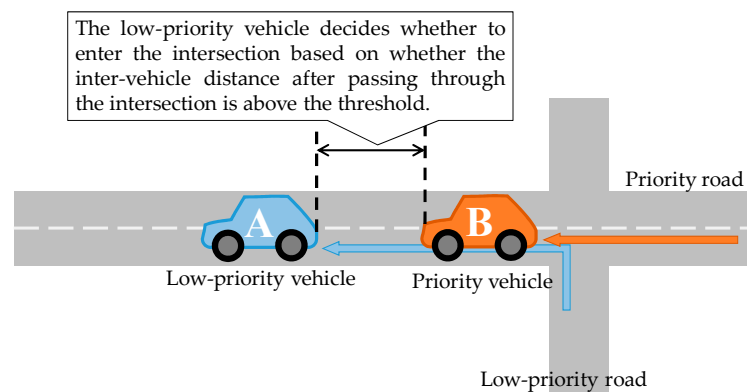 The low-priority vehicle decides whether to
enter the intersection based on whether the
inter-vehicle distance after passing through
the intersection is above the threshold.
Priority road
A
B
Low-priority vehicle
Priority vehicle
Low-priority road